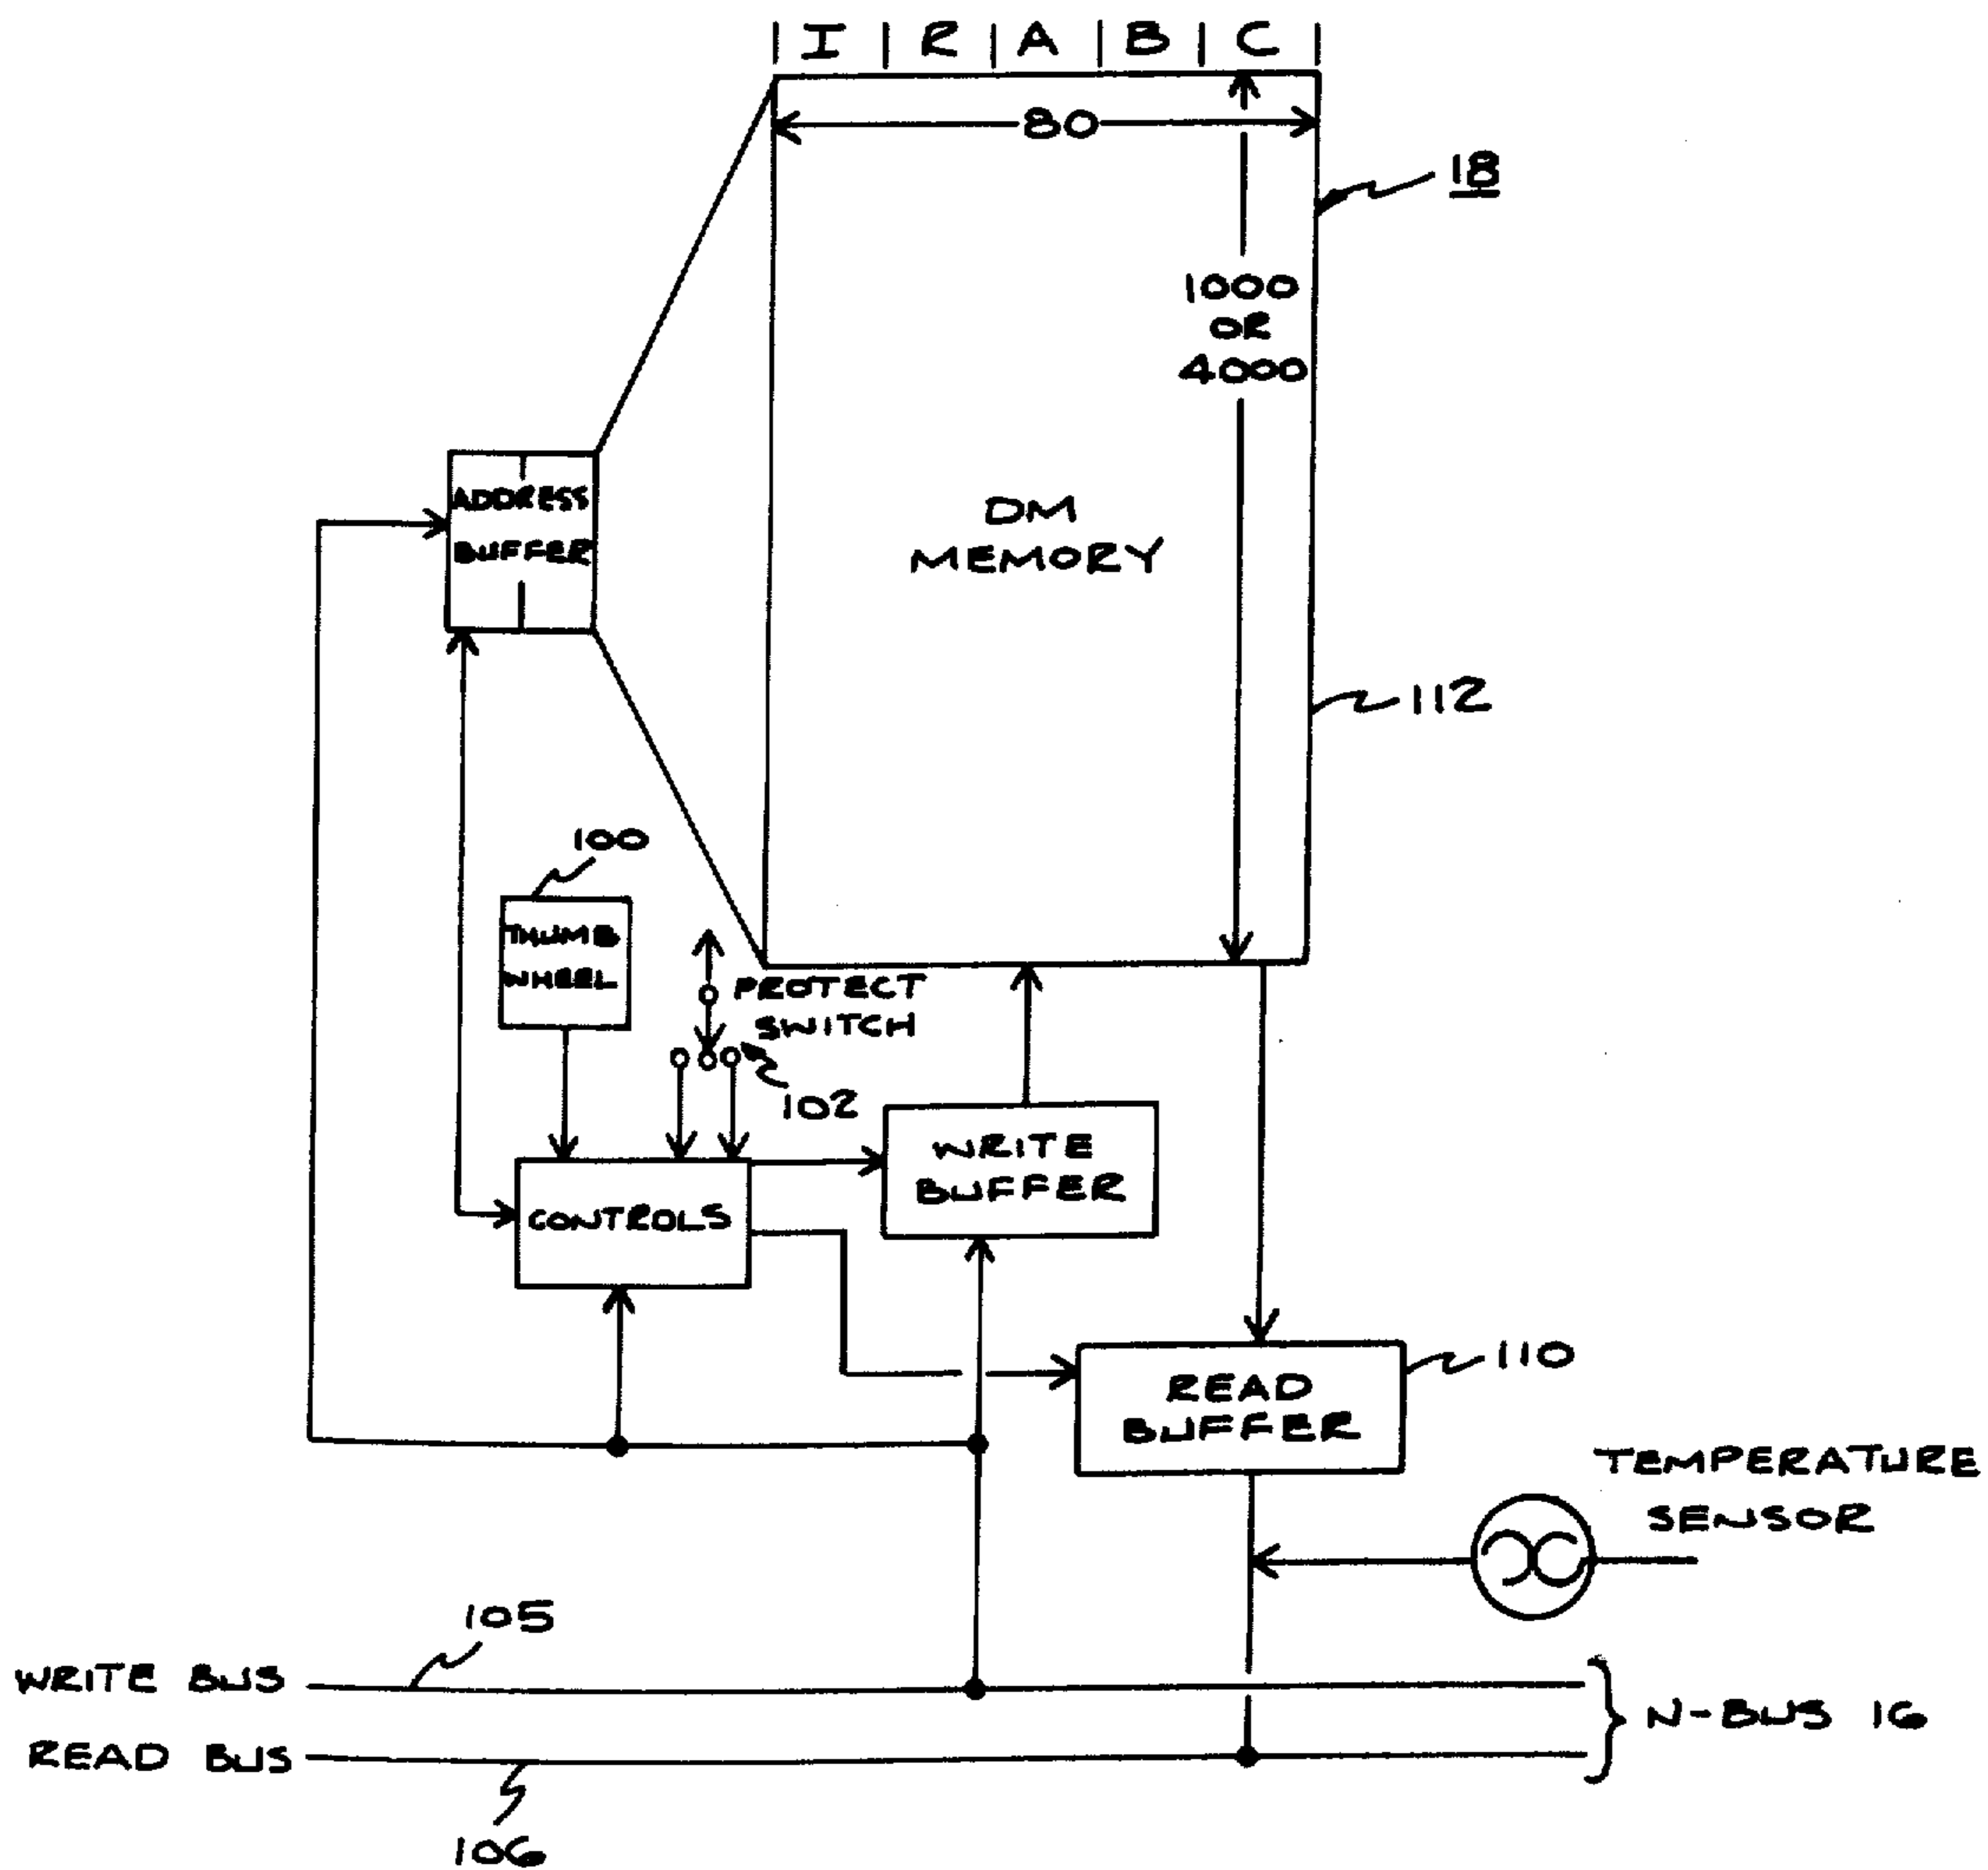 | I | R | A | B | C |
80
18
1000
OR
4000
ADDRESS
BUFFER
DM
MEMORY
112
100
THUMB
WHEEL
PROTECT
SWITCH
102
WRITE
BUFFER
CONTROLS
110
READ
BUFFER
TEMPERATURE
SENSOR
105
WRITE BUS
N-BUS 16
READ BUS
106